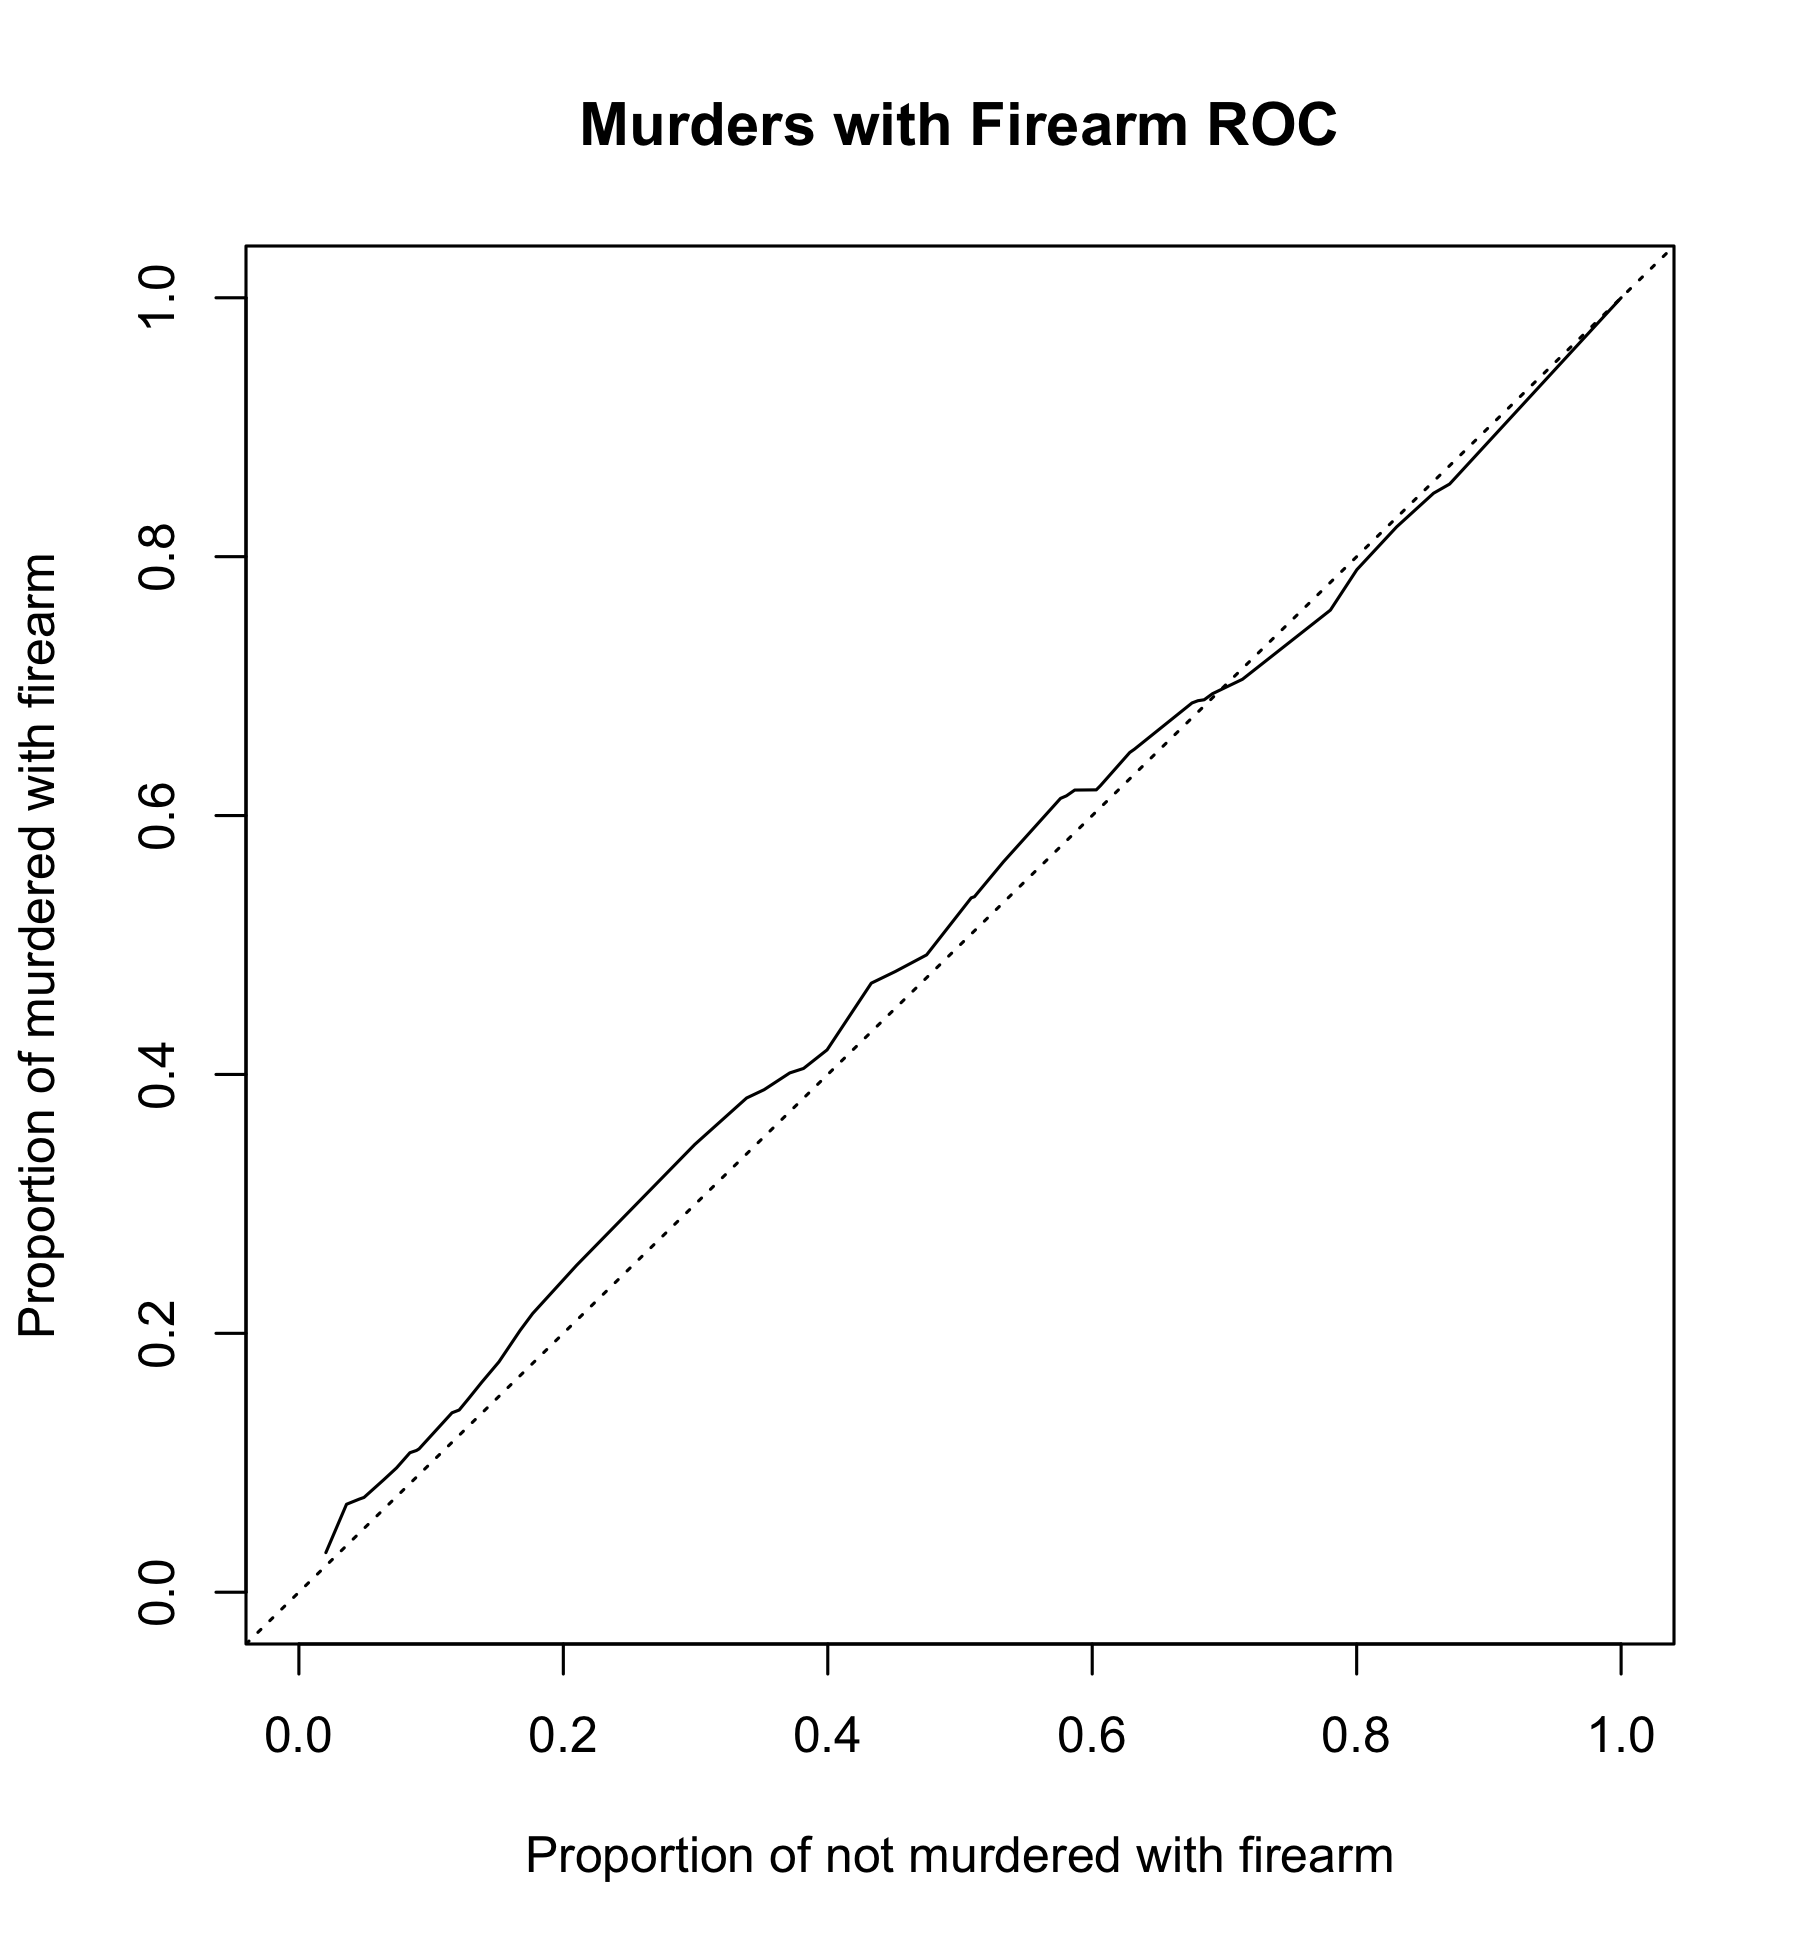 Murders with Firearm ROC
Proportion of murdered with firearm
1.0
0.8
0.6
0.4
0.2
0.0
0.0 0.2 0.4 0.6 0.8 1.0
Proportion of not murdered with firearm